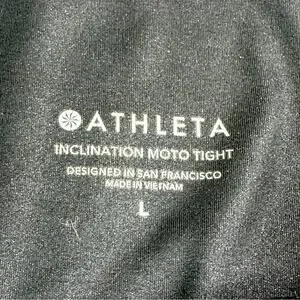 ATHLETA
INCLINATION MOTO TIGHT
DESIGNED IN SAN FRANCISCO
MADE IN VIETNAM
L